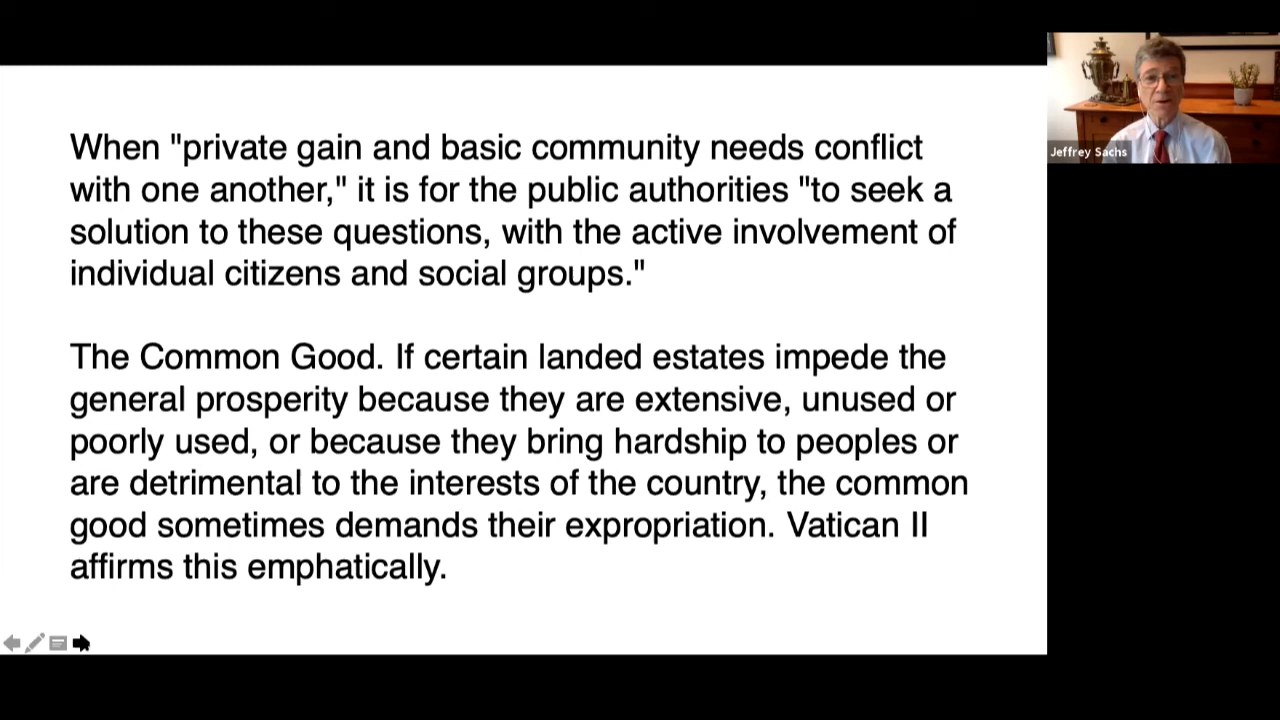 When "private gain and basic community needs conflict
with one another," it is for the public authorities "to seek a
solution to these questions, with the active involvement of
individual citizens and social groups."
The Common Good. If certain landed estates impede the
general prosperity because they are extensive, unused or
poorly used, or because they bring hardship to peoples or
are detrimental to the interests of the country, the common
good sometimes demands their expropriation. Vatican II
affirms this emphatically.
Jeffrey Sachs